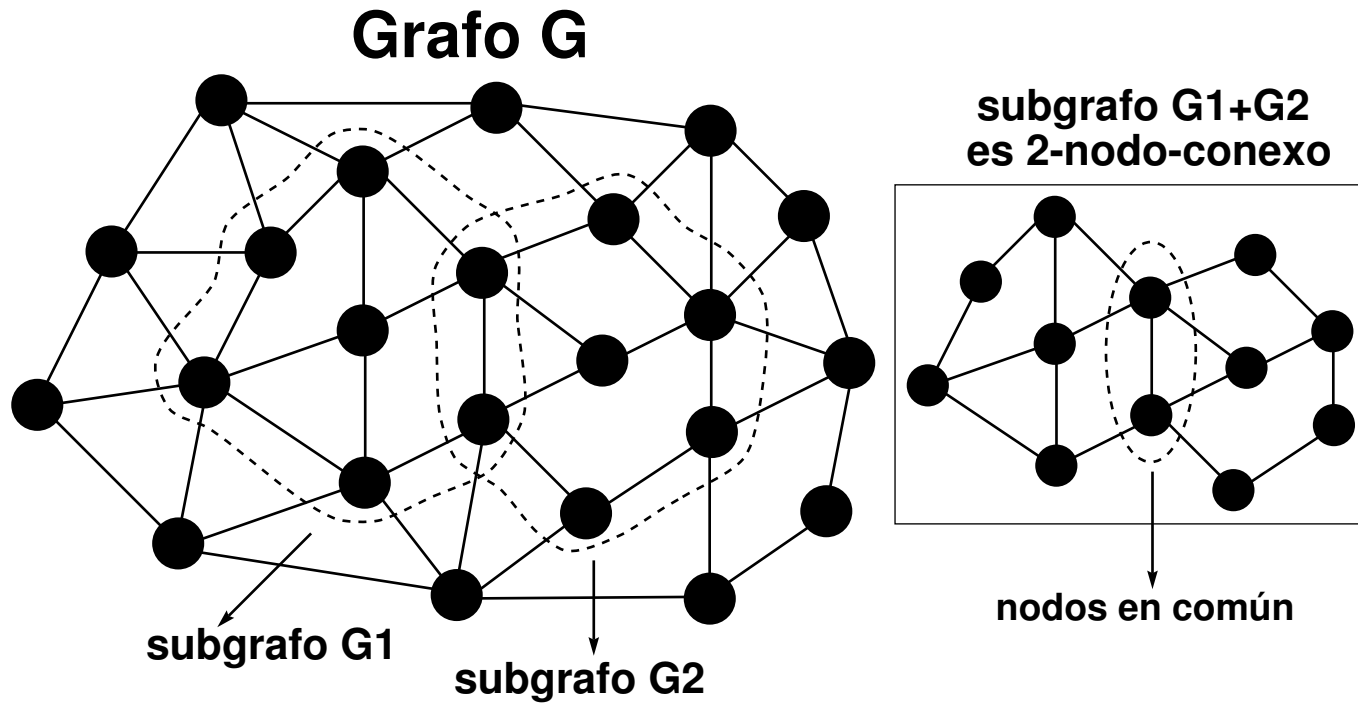 Grafo G
subgrafo G1+G2
es 2-nodo-conexo
nodos en común
subgrafo G1
subgrafo G2